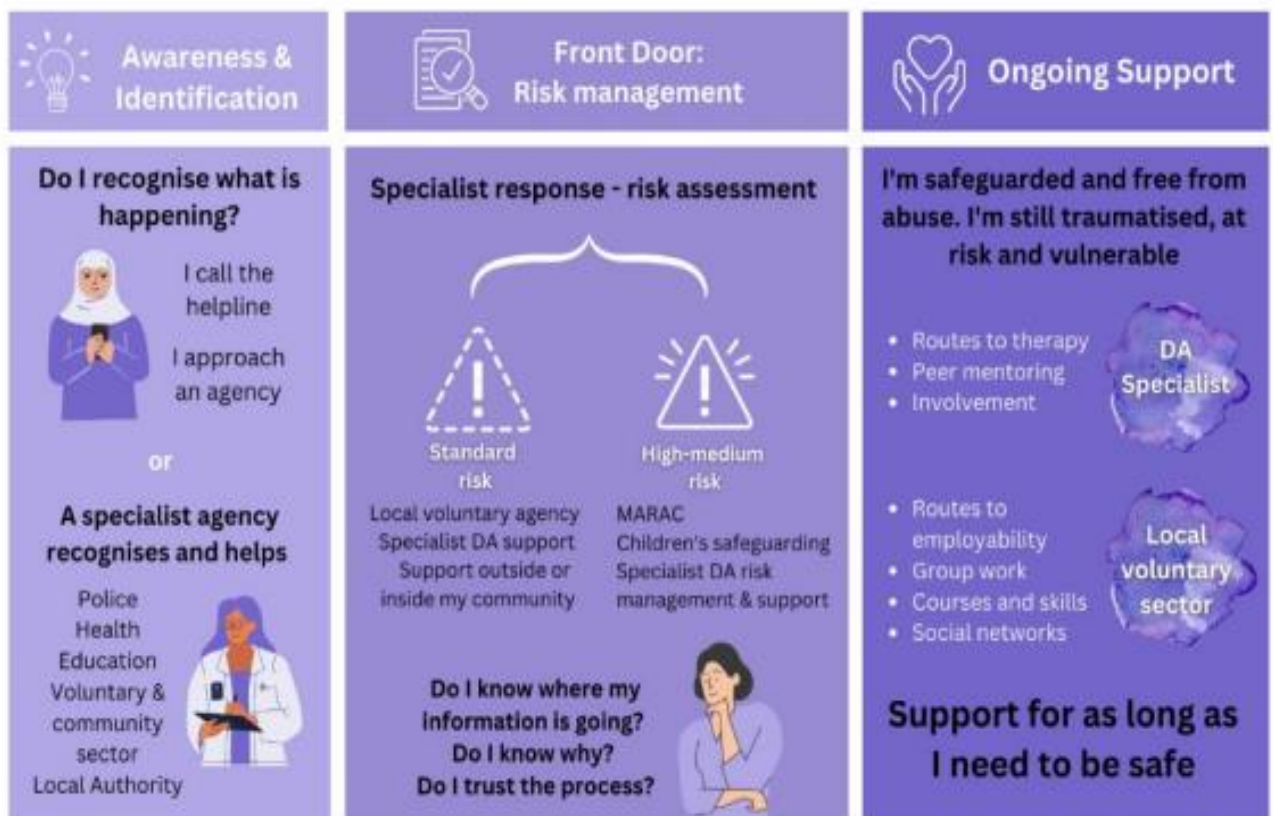 Awareness &
Identification
Do I recognise what is
happening?
I call the
helpline
I approach
an agency
or
A specialist agency
recognises and helps
Police
Health
Education
Voluntary &
community
sector
Local Authority
Front Door:
Risk management
Specialist response - risk assessment
Standard
risk
Local voluntary agency
Specialist DA support
Support outside or
inside my community
High-medium
risk
MARAC
Children's safeguarding
Specialist DA risk
management & support
Do I know where my
information is going?
Do I know why?
Do I trust the process?
Ongoing Support
I'm safeguarded and free from
abuse. I'm still traumatised, at
risk and vulnerable
• Routes to therapy
• Peer mentoring
• Involvement
DA
Specialist
• Routes to
employability
• Group work
• Courses and skills
• Social networks
Local
voluntary
sector
Support for as long as
I need to be safe